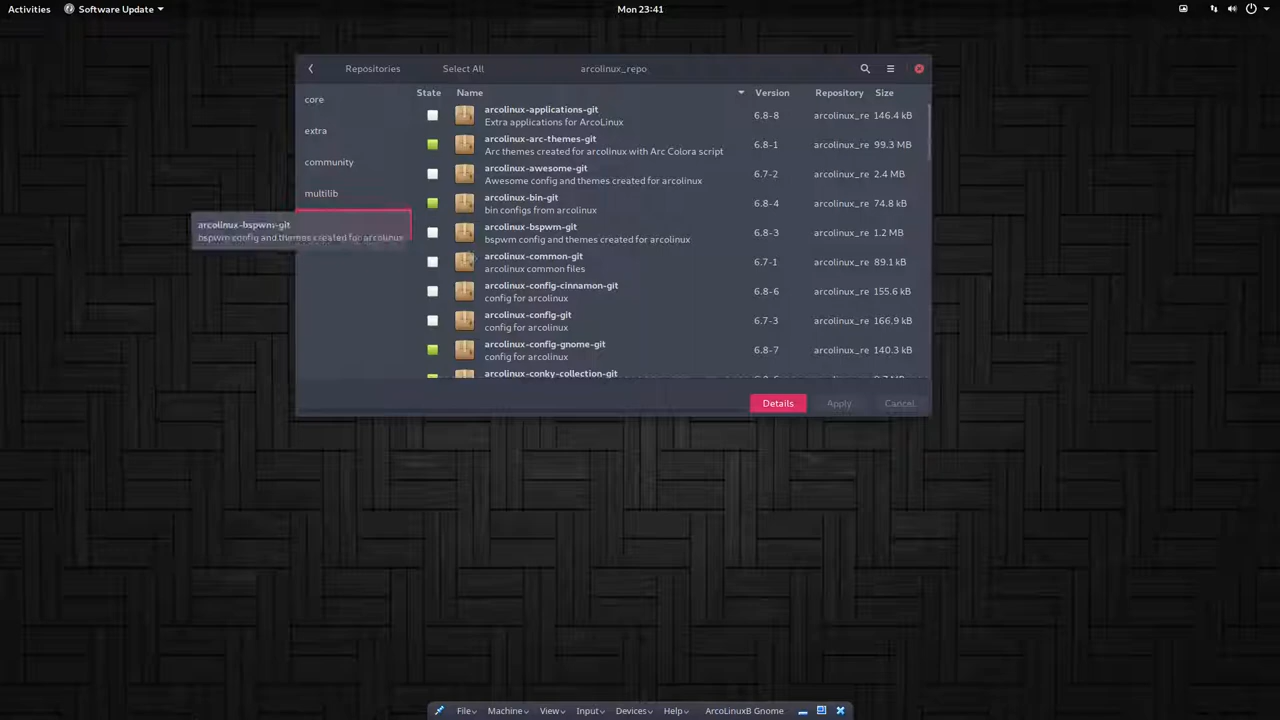 Activities
Software Update
Mon 23:41
Repositories
Select All
arcolinux_repo
core
extra
community
multilib
arcolinux-bspwm-git
bspwm config and themes created for arcolinux
State Name Version Repository Size
arcolinux-applications-git
Extra applications for ArcoLinux
6.8-8 arcolinux_re 146.4 kB
arcolinux-arc-themes-git
Arc themes created for arcolinux with Arc Colora script
6.8-1 arcolinux_re 99.3 MB
arcolinux-awesome-git
Awesome config and themes created for arcolinux
6.7-2 arcolinux_re 2.4 MB
arcolinux-bin-git
bin configs from arcolinux
6.8-4 arcolinux_re 74.8 kB
arcolinux-bspwm-git
bspwm config and themes created for arcolinux
6.8-3 arcolinux_re 1.2 MB
arcolinux-common-git
arcolinux common files
6.7-1 arcolinux_re 89.1 kB
arcolinux-config-cinnamon-git
config for arcolinux
6.8-6 arcolinux_re 155.6 kB
arcolinux-config-git
config for arcolinux
6.7-3 arcolinux_re 166.9 kB
arcolinux-config-gnome-git
config for arcolinux
6.8-7 arcolinux_re 140.3 kB
arcolinux-conky-collection-git
Details
Apply
Cancel
File Machine View Input Devices Help ArcoLinuxB Gnome